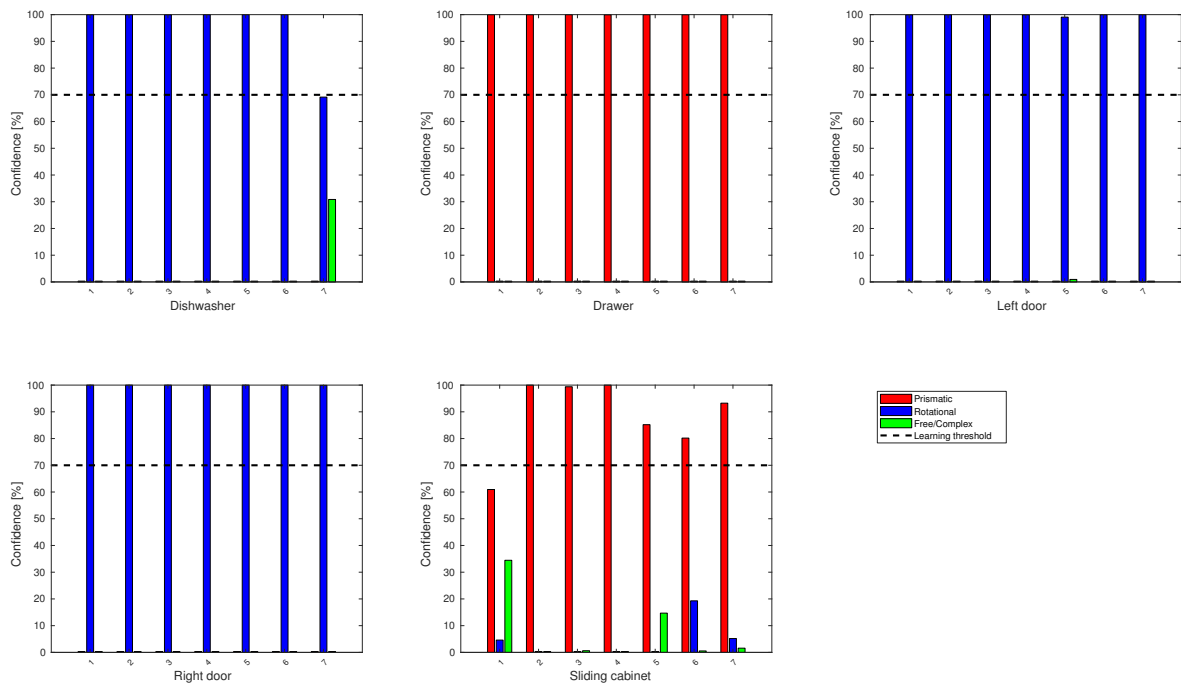 100
90
80
70
60
50
40
30
20
10
0
Confidence [%]
1 2 3 4 5 6 7
Dishwasher
100
90
80
70
60
50
40
30
20
10
0
Confidence [%]
1 2 3 4 5 6 7
Drawer
100
90
80
70
60
50
40
30
20
10
0
Confidence [%]
1 2 3 4 5 6 7
Left door
100
90
80
70
60
50
40
30
20
10
0
Confidence [%]
1 2 3 4 5 6 7
Right door
100
90
80
70
60
50
40
30
20
10
0
Confidence [%]
1 2 3 4 5 6 7
Sliding cabinet
Prismatic
Rotational
Free/Complex
Learning threshold